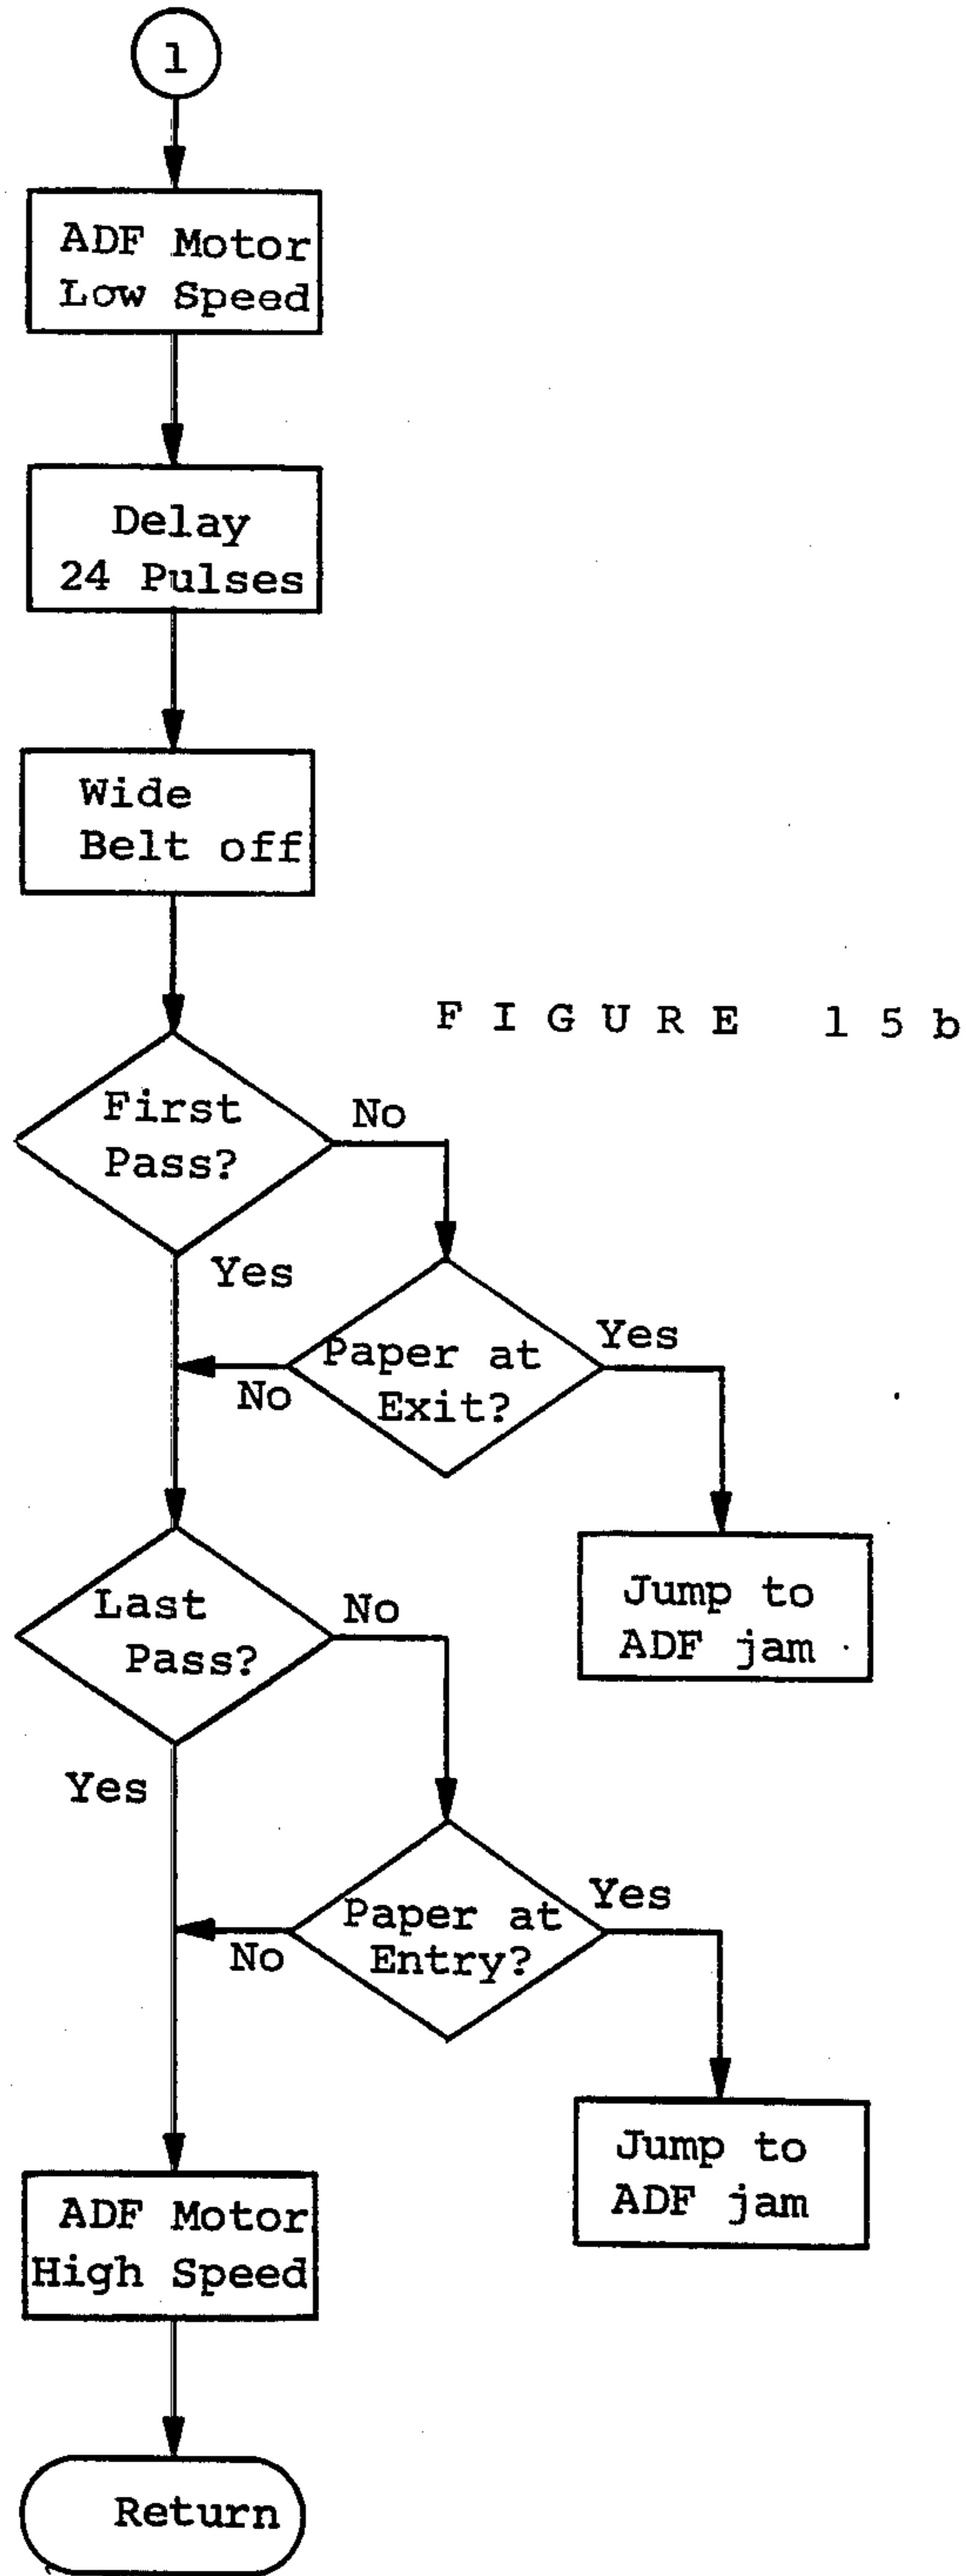 1
ADF Motor
Low Speed
Delay
24 Pulses
Wide
Belt off
FIGURE 15b
First
Pass?
No
Yes
Paper at
Exit?
Yes
No
Jump to
ADF jam
Last
Pass?
No
Yes
Paper at
Entry?
Yes
No
Jump to
ADF jam
ADF Motor
High Speed
Return